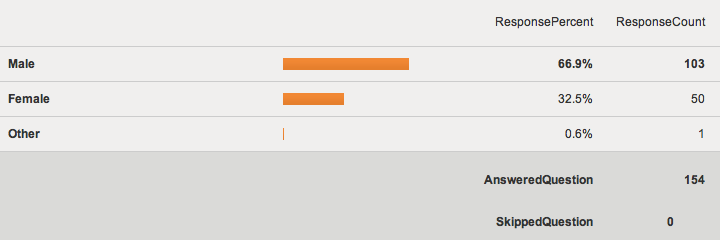 ResponsePercent ResponseCount
Male 66.9% 103
Female 32.5% 50
Other 0.6% 1
AnsweredQuestion 154
SkippedQuestion 0